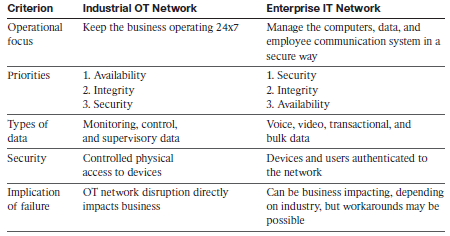 Criterion Industrial OT Network Enterprise IT Network
Operational focus Keep the business operating 24x7 Manage the computers, data, and employee communication system in a secure way
Priorities 1. Availability 1. Security
2. Integrity 2. Integrity
3. Security 3. Availability
Types of data Monitoring, control, and supervisory data Voice, video, transactional, and bulk data
Security Controlled physical access to devices Devices and users authenticated to the network
Implication of failure OT network disruption directly impacts business Can be business impacting, depending on industry, but workarounds may be possible